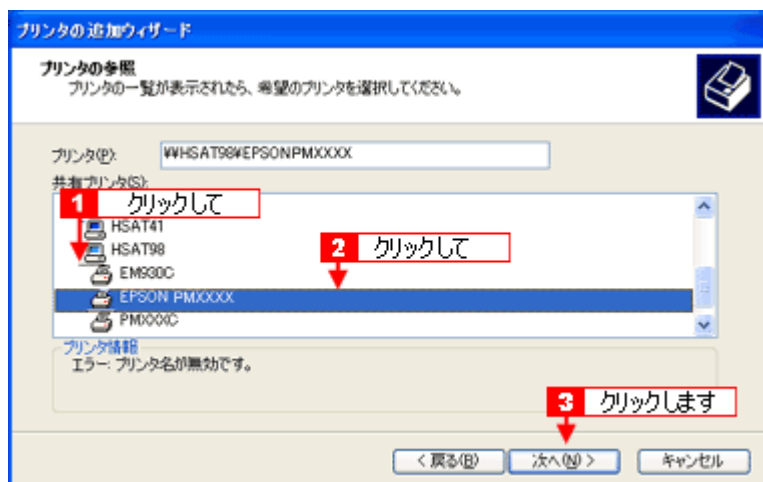 プリンタの追加ウィザード
プリンタの参照
プリンタの一覧が表示されたら、希望のプリンタを選択してください。
プリンタ(P):
¥¥HSAT98¥EPSONPMXXXX
共有プリンタ(S):
1 クリックして
HSAT41
HSAT98
2 クリックして
EM930C
EPSON PMXXXX
PMXXXC
プリンタ情報
エラー: プリンタ名が無効です。
3 クリックします
< 戻る(B)
次へ(N) >
キャンセル